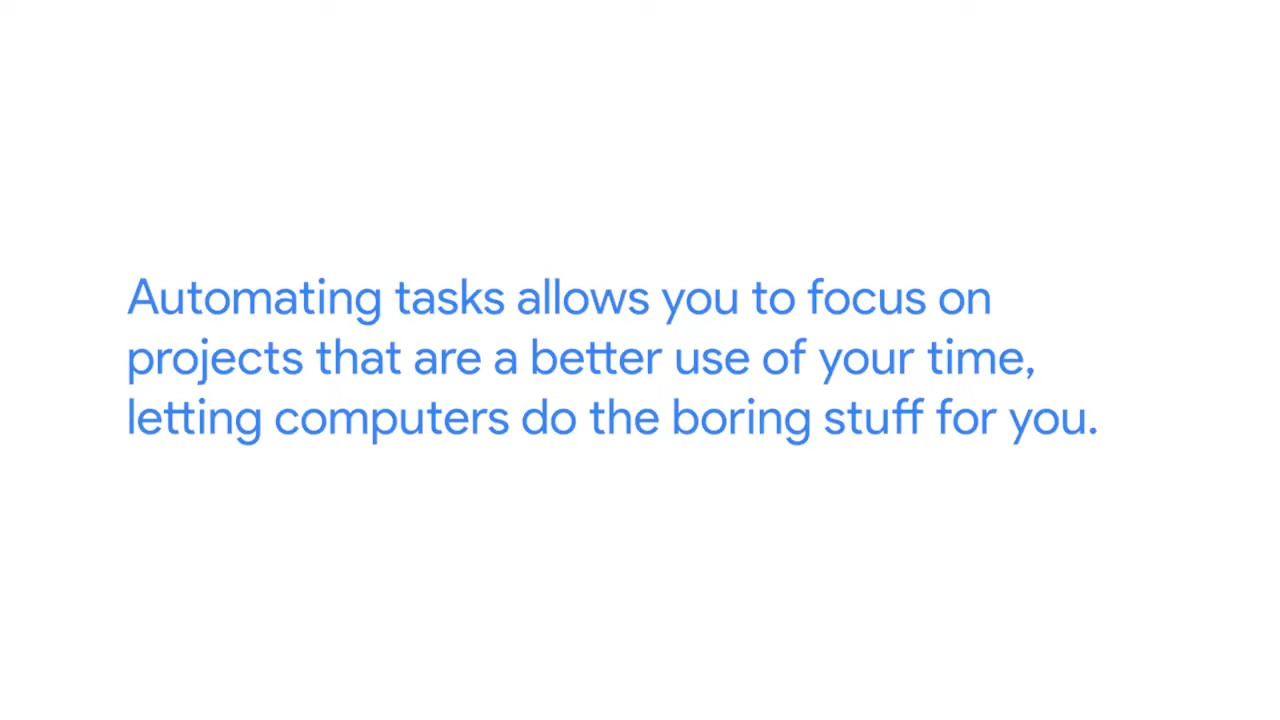 Automating tasks allows you to focus on
projects that are a better use of your time,
letting computers do the boring stuff for you.